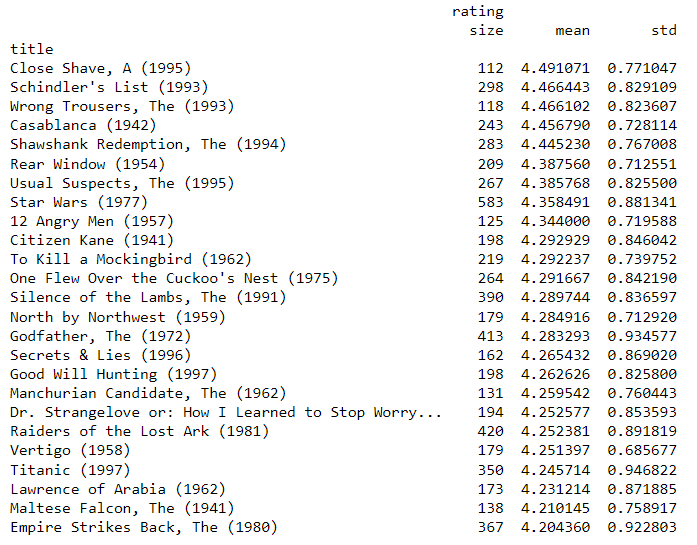 rating
size mean std
title
Close Shave, A (1995) 112 4.491071 0.771047
Schindler's List (1993) 298 4.466443 0.829109
Wrong Trousers, The (1993) 118 4.466102 0.823607
Casablanca (1942) 243 4.456790 0.728114
Shawshank Redemption, The (1994) 283 4.445230 0.767008
Rear Window (1954) 209 4.387560 0.712551
Usual Suspects, The (1995) 267 4.385768 0.825500
Star Wars (1977) 583 4.358491 0.881341
12 Angry Men (1957) 125 4.344000 0.719588
Citizen Kane (1941) 198 4.292929 0.846042
To Kill a Mockingbird (1962) 219 4.292237 0.739752
One Flew Over the Cuckoo's Nest (1975) 264 4.291667 0.842190
Silence of the Lambs, The (1991) 390 4.289744 0.836597
North by Northwest (1959) 179 4.284916 0.712920
Godfather, The (1972) 413 4.283293 0.934577
Secrets & Lies (1996) 162 4.265432 0.869020
Good Will Hunting (1997) 198 4.262626 0.825800
Manchurian Candidate, The (1962) 131 4.259542 0.760443
Dr. Strangelove or: How I Learned to Stop Worry... 194 4.252577 0.853593
Raiders of the Lost Ark (1981) 420 4.252381 0.891819
Vertigo (1958) 179 4.251397 0.685677
Titanic (1997) 350 4.245714 0.946822
Lawrence of Arabia (1962) 173 4.231214 0.871885
Maltese Falcon, The (1941) 138 4.210145 0.758917
Empire Strikes Back, The (1980) 367 4.204360 0.922803